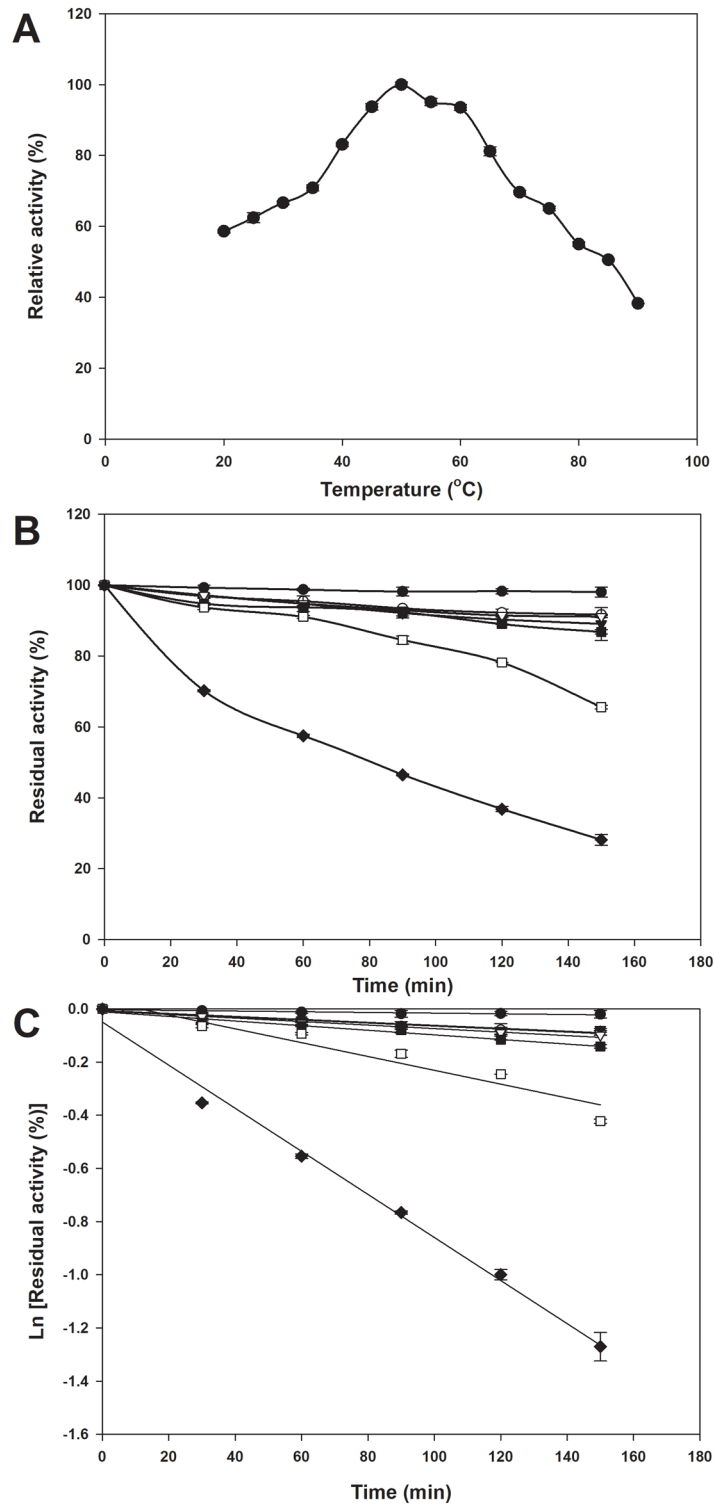 A
120
100
80
60
40
20
0
Relative activity (%)
0 20 40 60 80 100
Temperature (°C)
B
120
100
80
60
40
20
0
Residual activity (%)
0 20 40 60 80 100 120 140 160 180
Time (min)
C
0.0
-0.2
-0.4
-0.6
-0.8
-1.0
-1.2
-1.4
-1.6
Ln [Residual activity (%)]
0 20 40 60 80 100 120 140 160 180
Time (min)